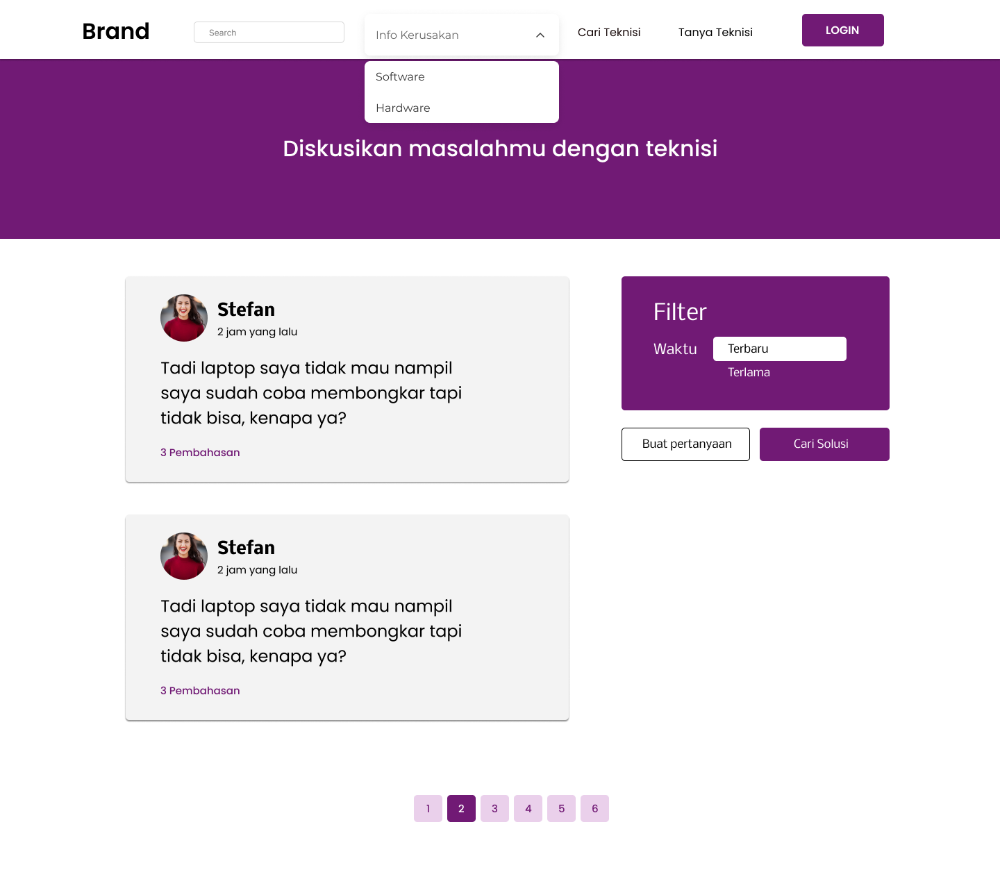 Brand
Search
Info Kerusakan
Cari Teknisi
Tanya Teknisi
LOGIN
Software
Hardware
Diskusikan masalahmu dengan teknisi
Stefan
2 jam yang lalu
Tadi laptop saya tidak mau nampil
saya sudah coba membongkar tapi
tidak bisa, kenapa ya?
3 Pembahasan
Filter
Waktu
Terbaru
Terlama
Buat pertanyaan
Cari Solusi
Stefan
2 jam yang lalu
Tadi laptop saya tidak mau nampil
saya sudah coba membongkar tapi
tidak bisa, kenapa ya?
3 Pembahasan
1 2 3 4 5 6